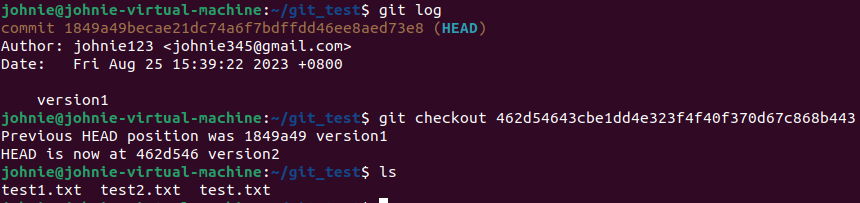 johnie@johnie-virtual-machine:~/git_test$ git log
commit 1849a49becae21dc74a6f7bdffdd46ee8aed73e8 (HEAD)
Author: johnie123 <johnie345@gmail.com>
Date:   Fri Aug 25 15:39:22 2023 +0800
    version1
johnie@johnie-virtual-machine:~/git_test$ git checkout 462d54643cbe1dd4e323f4f40f370d67c868b443
Previous HEAD position was 1849a49 version1
HEAD is now at 462d546 version2
johnie@johnie-virtual-machine:~/git_test$ ls
test1.txt  test2.txt  test.txt